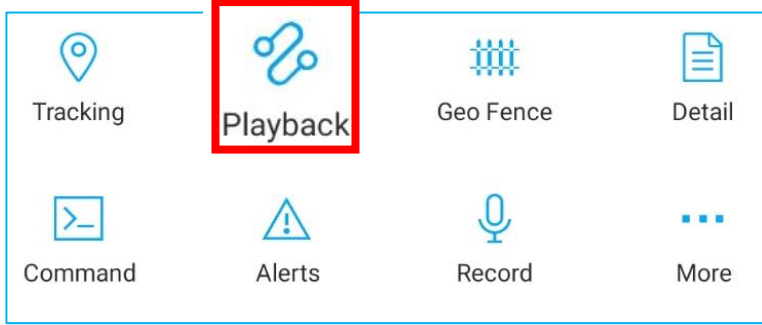 Tracking
Playback
Geo Fence
Detail
Command
Alerts
Record
More